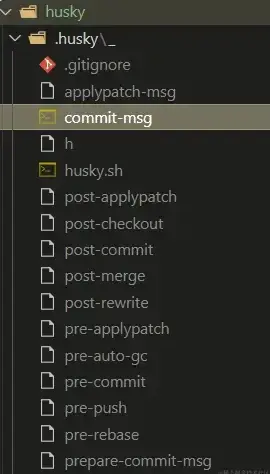 husky
.husky\_
.gitignore
applypatch-msg
commit-msg
h
husky.sh
post-applypatch
post-checkout
post-commit
post-merge
post-rewrite
pre-applypatch
pre-auto-gc
pre-commit
pre-push
pre-rebase
prepare-commit-msg